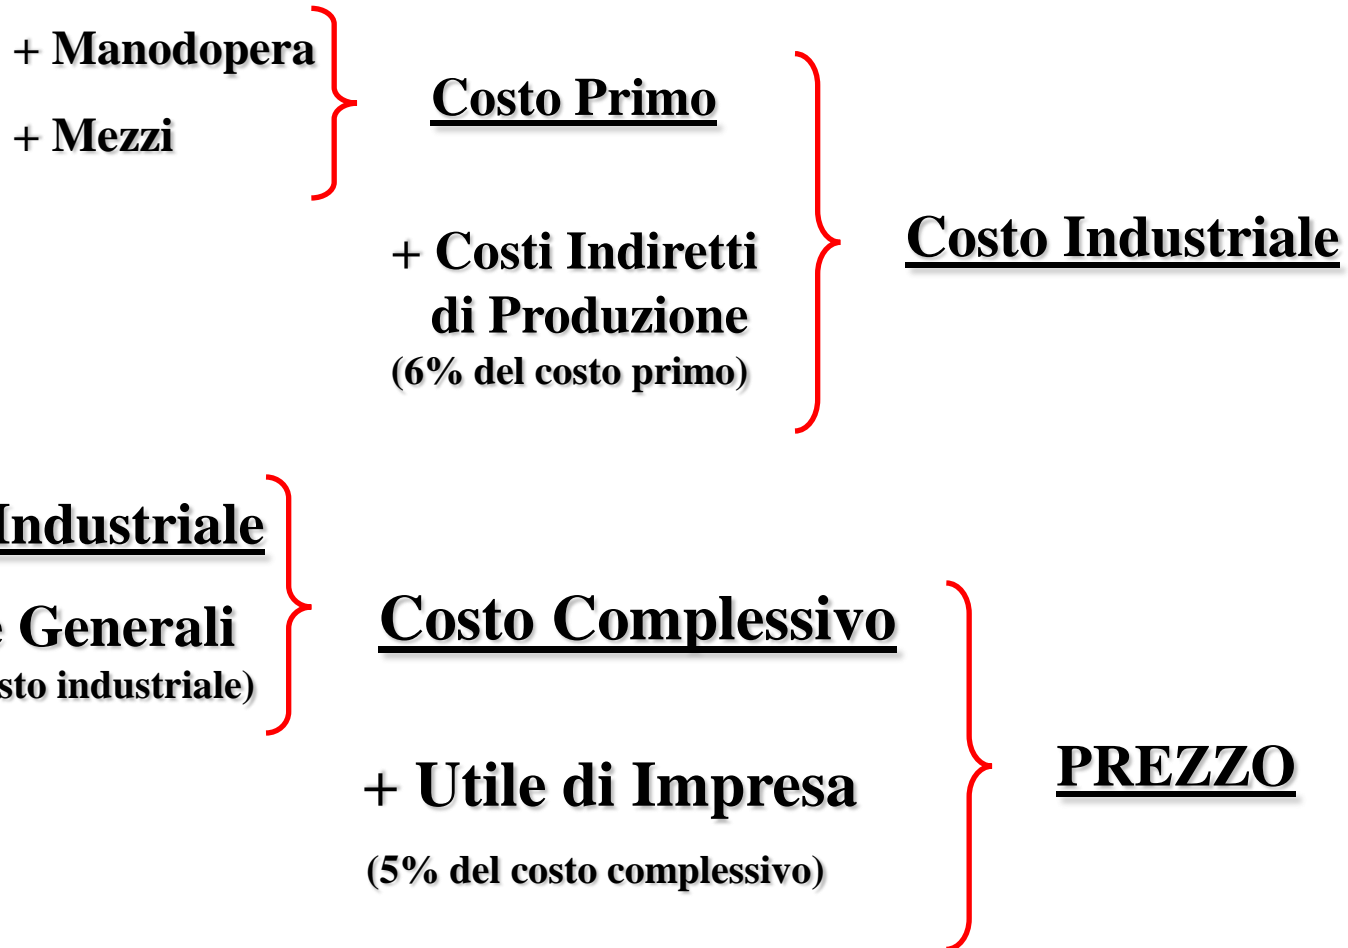 + Manodopera
+ Mezzi
Costo Primo
+ Costi Indiretti
di Produzione
(6% del costo primo)
Costo Industriale
Industriale
e Generali
sto industriale)
Costo Complessivo
+ Utile di Impresa
(5% del costo complessivo)
PREZZO